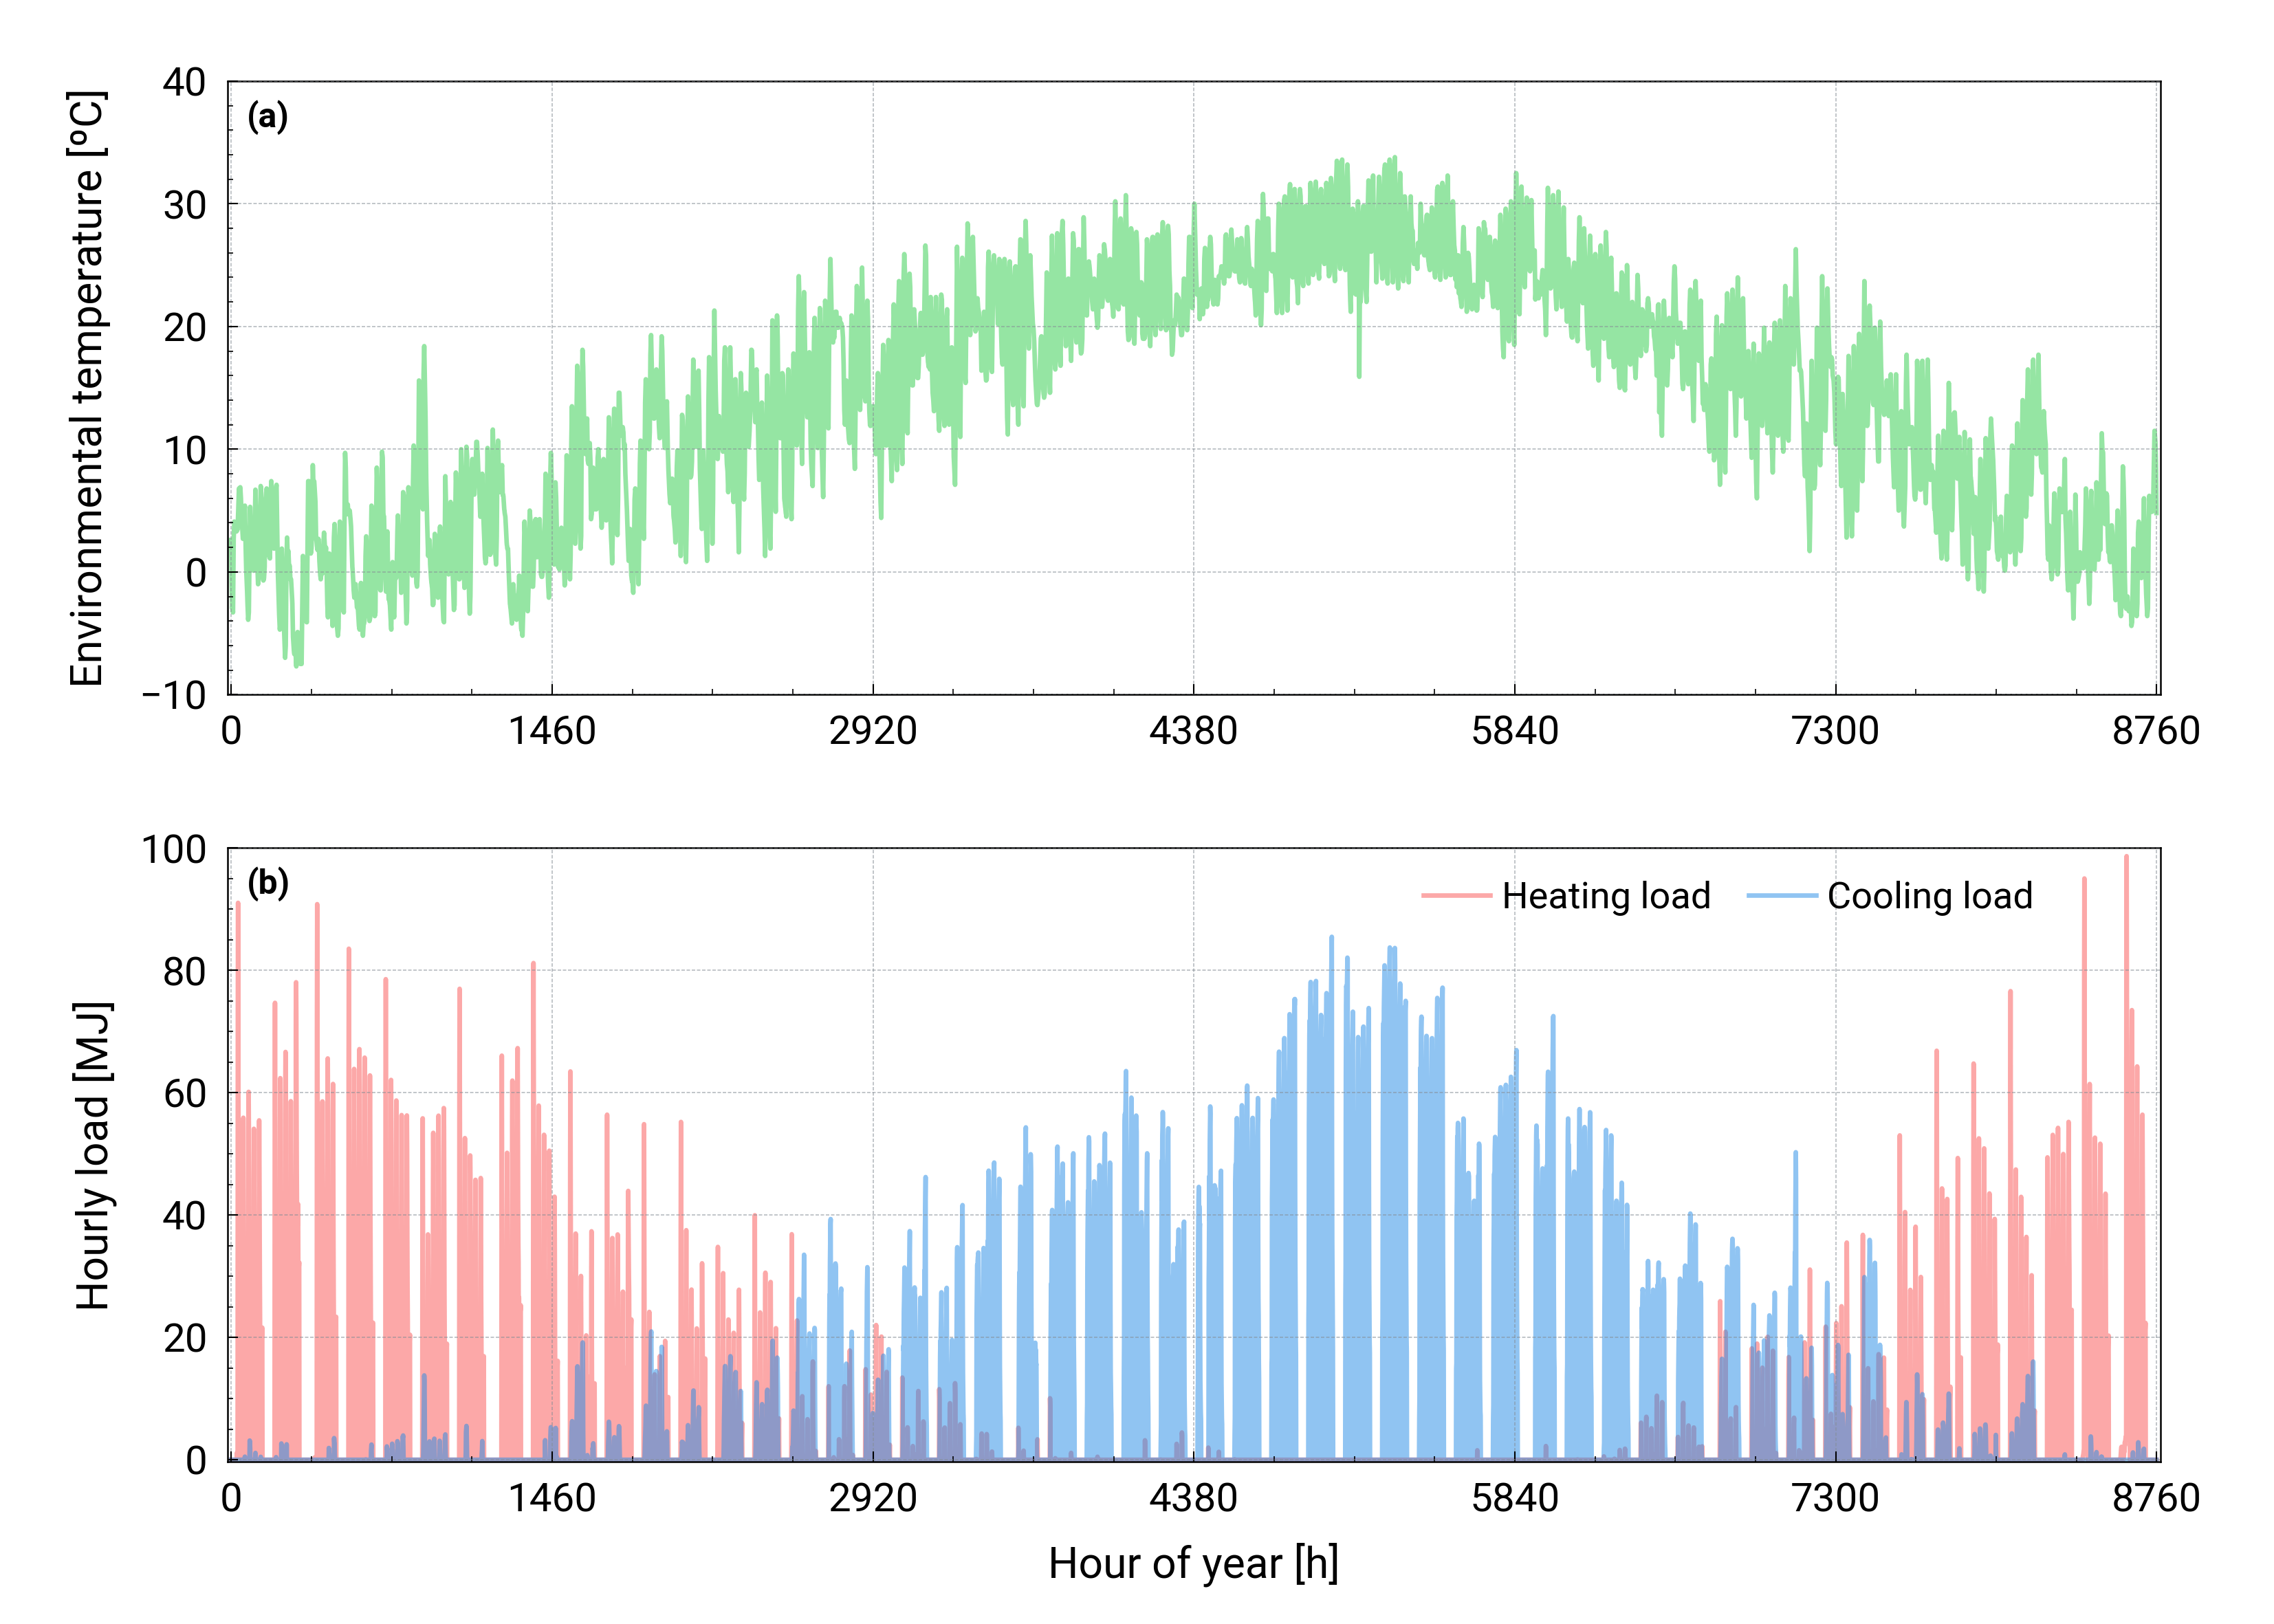 (a)
Environmental temperature [ºC]
40
30
20
10
0
−10
0 1460 2920 4380 5840 7300 8760
(b)
Heating load Cooling load
Hourly load [MJ]
100
80
60
40
20
0
0 1460 2920 4380 5840 7300 8760
Hour of year [h]